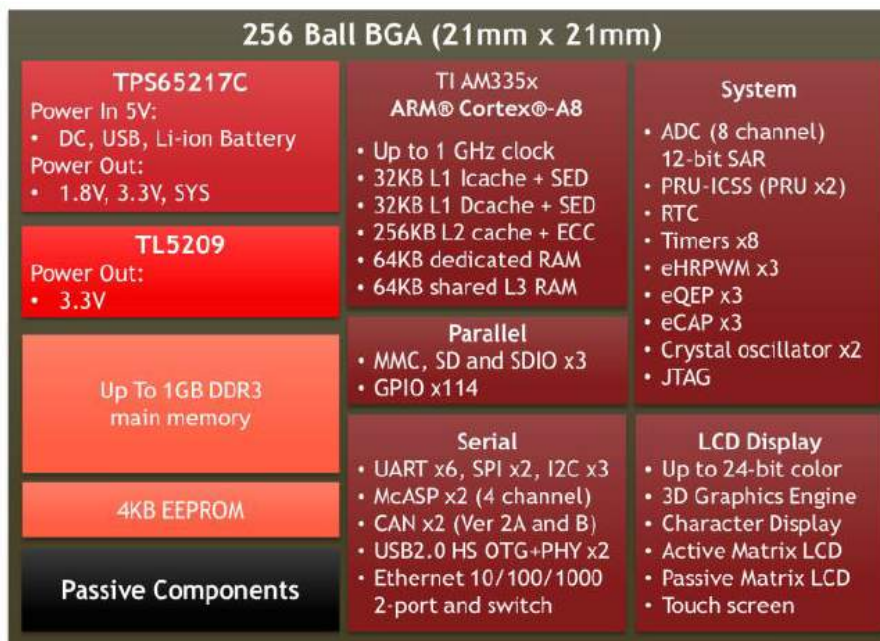 256 Ball BGA (21mm x 21mm)
TPS65217C
Power In 5V:
• DC, USB, Li-ion Battery
Power Out:
• 1.8V, 3.3V, SYS
TL5209
Power Out:
• 3.3V
Up To 1GB DDR3
main memory
4KB EEPROM
Passive Components
TI AM335x
ARM® Cortex®-A8
• Up to 1 GHz clock
• 32KB L1 Icache + SED
• 32KB L1 Dcache + SED
• 256KB L2 cache + ECC
• 64KB dedicated RAM
• 64KB shared L3 RAM
Parallel
• MMC, SD and SDIO x3
• GPIO x114
Serial
• UART x6, SPI x2, I2C x3
• McASP x2 (4 channel)
• CAN x2 (Ver 2A and B)
• USB2.0 HS OTG+PHY x2
• Ethernet 10/100/1000
2-port and switch
System
• ADC (8 channel)
12-bit SAR
• PRU-ICSS (PRU x2)
• RTC
• Timers x8
• eHRPWM x3
• eQEP x3
• eCAP x3
• Crystal oscillator x2
• JTAG
LCD Display
• Up to 24-bit color
• 3D Graphics Engine
• Character Display
• Active Matrix LCD
• Passive Matrix LCD
• Touch screen